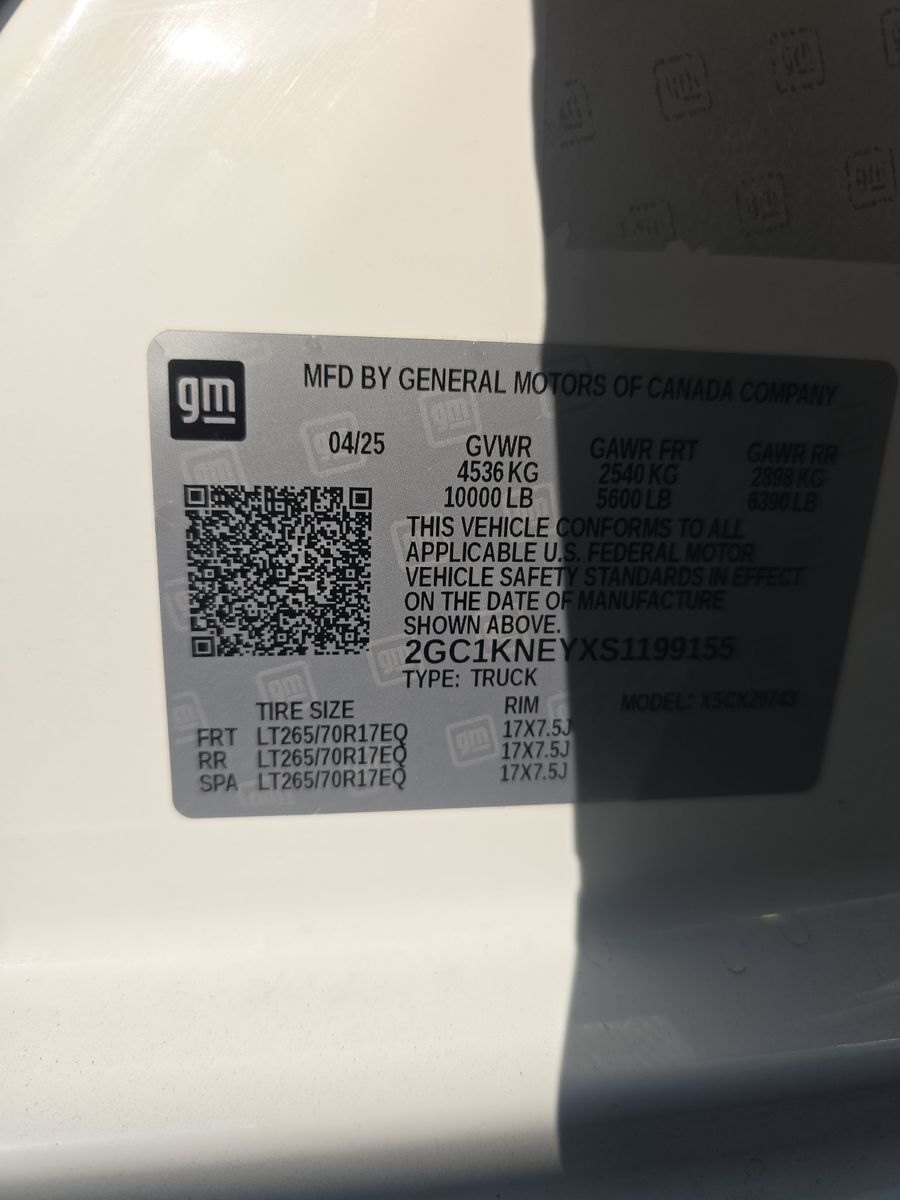 gm
MFD BY GENERAL MOTORS OF CANADA COMPANY
04/25 GVWR GAWR FRT GAWR RR
4536 KG 2540 KG 2898 KG
10000 LB 5600 LB 6390 LB
THIS VEHICLE CONFORMS TO ALL
APPLICABLE U.S. FEDERAL MOTOR
VEHICLE SAFETY STANDARDS IN EFFECT
ON THE DATE OF MANUFACTURE
SHOWN ABOVE.
2GC1KNEYXS1199155
TYPE: TRUCK
MODEL: X5CK20743
TIRE SIZE RIM
FRT LT265/70R17EQ 17X7.5J
RR LT265/70R17EQ 17X7.5J
SPA LT265/70R17EQ 17X7.5J